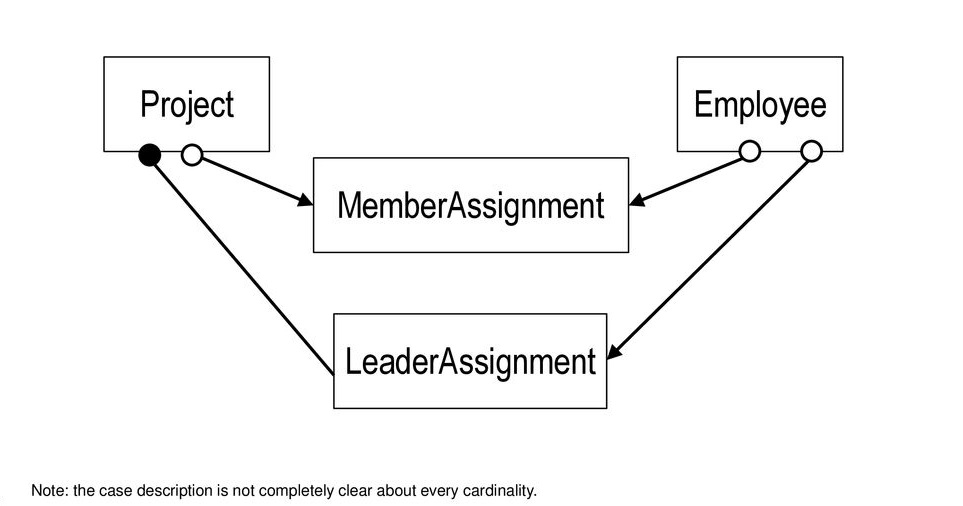 Project
Employee
MemberAssignment
LeaderAssignment
Note: the case description is not completely clear about every cardinality.